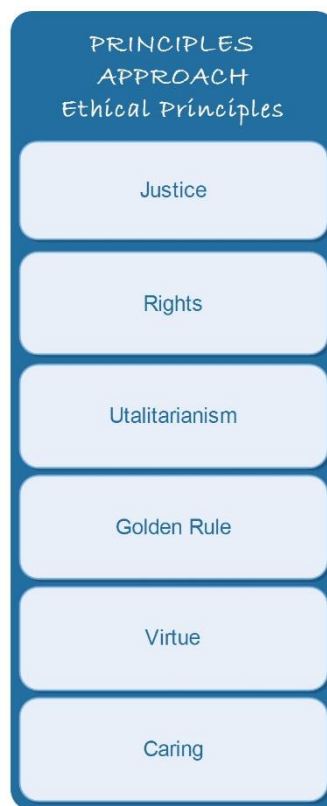 PRINCIPLES
APPROACH
Ethical Principles
Justice
Rights
Utalitarianism
Golden Rule
Virtue
Caring